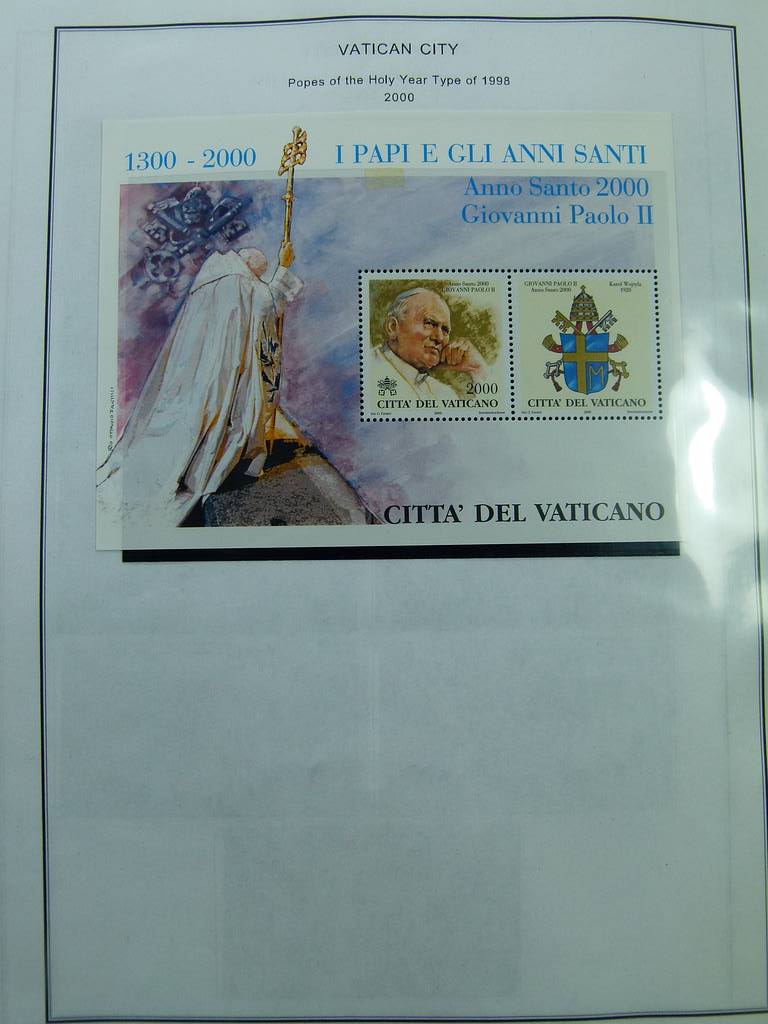 VATICAN CITY
Popes of the Holy Year Type of 1998
2000
1300 - 2000
I PAPI E GLI ANNI SANTI
Anno Santo 2000
Giovanni Paolo II
Anno Santo 2000
GIOVANNI PAOLO II
2000
CITTA' DEL VATICANO
GIOVANNI PAOLO II
Anno Santo 2000
Karol Wojtyla
1920
M
CITTA' DEL VATICANO
CITTA' DEL VATICANO